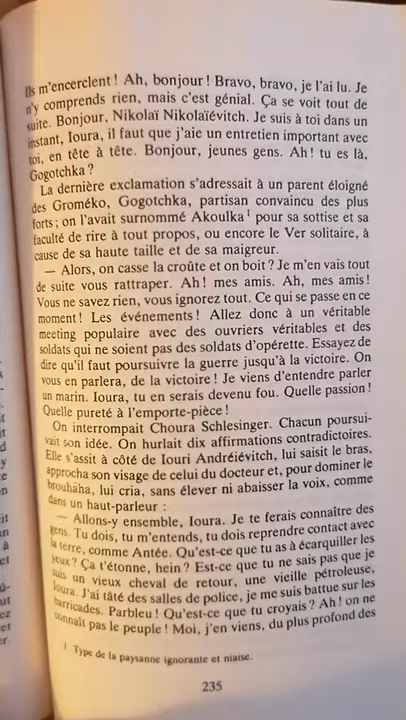 Ils m'encerclent ! Ah, bonjour ! Bravo, bravo, je l'ai lu. Je
n'y comprends rien, mais c'est génial. Ça se voit tout de
suite. Bonjour, Nikolaï Nikolaïévitch. Je suis à toi dans un
instant, Ioura, il faut que j'aie un entretien important avec
toi, en tête à tête. Bonjour, jeunes gens. Ah ! tu es là,
Gogotchka ?
La dernière exclamation s'adressait à un parent éloigné
des Groméko, Gogotchka, partisan convaincu des plus
forts ; on l'avait surnommé Akoulka¹ pour sa sottise et sa
faculté de rire à tout propos, ou encore le Ver solitaire, à
cause de sa haute taille et de sa maigreur.
— Alors, on casse la croûte et on boit ? Je m'en vais tout
de suite vous rattraper. Ah ! mes amis. Ah, mes amis !
Vous ne savez rien, vous ignorez tout. Ce qui se passe en ce
moment ! Les événements ! Allez donc à un véritable
meeting populaire avec des ouvriers véritables et des
soldats qui ne soient pas des soldats d'opérette. Essayez de
dire qu'il faut poursuivre la guerre jusqu'à la victoire. On
vous en parlera, de la victoire ! Je viens d'entendre parler
un marin. Ioura, tu en serais devenu fou. Quelle passion !
Quelle pureté à l'emporte-pièce !
On interrompait Choura Schlesinger. Chacun poursui-
vait son idée. On hurlait dix affirmations contradictoires.
Elle s'assit à côté de Iouri Andréiévitch, lui saisit le bras,
approcha son visage de celui du docteur et, pour dominer le
brouhaha, lui cria, sans élever ni abaisser la voix, comme
dans un haut-parleur :
— Allons-y ensemble, Ioura. Je te ferais connaître des
gens. Tu dois, tu m'entends, tu dois reprendre contact avec
la terre, comme Antée. Qu'est-ce que tu as à écarquiller les
yeux ? Ça t'étonne, hein ? Est-ce que tu ne sais pas que je
suis un vieux cheval de retour, une vieille pétroleuse,
Ioura. J'ai tâté des salles de police, je me suis battue sur les
barricades. Parbleu ! Qu'est-ce que tu croyais ? Ah ! on ne
connaît pas le peuple ! Moi, j'en viens, du plus profond des
1 Type de la paysanne ignorante et niaise.
235